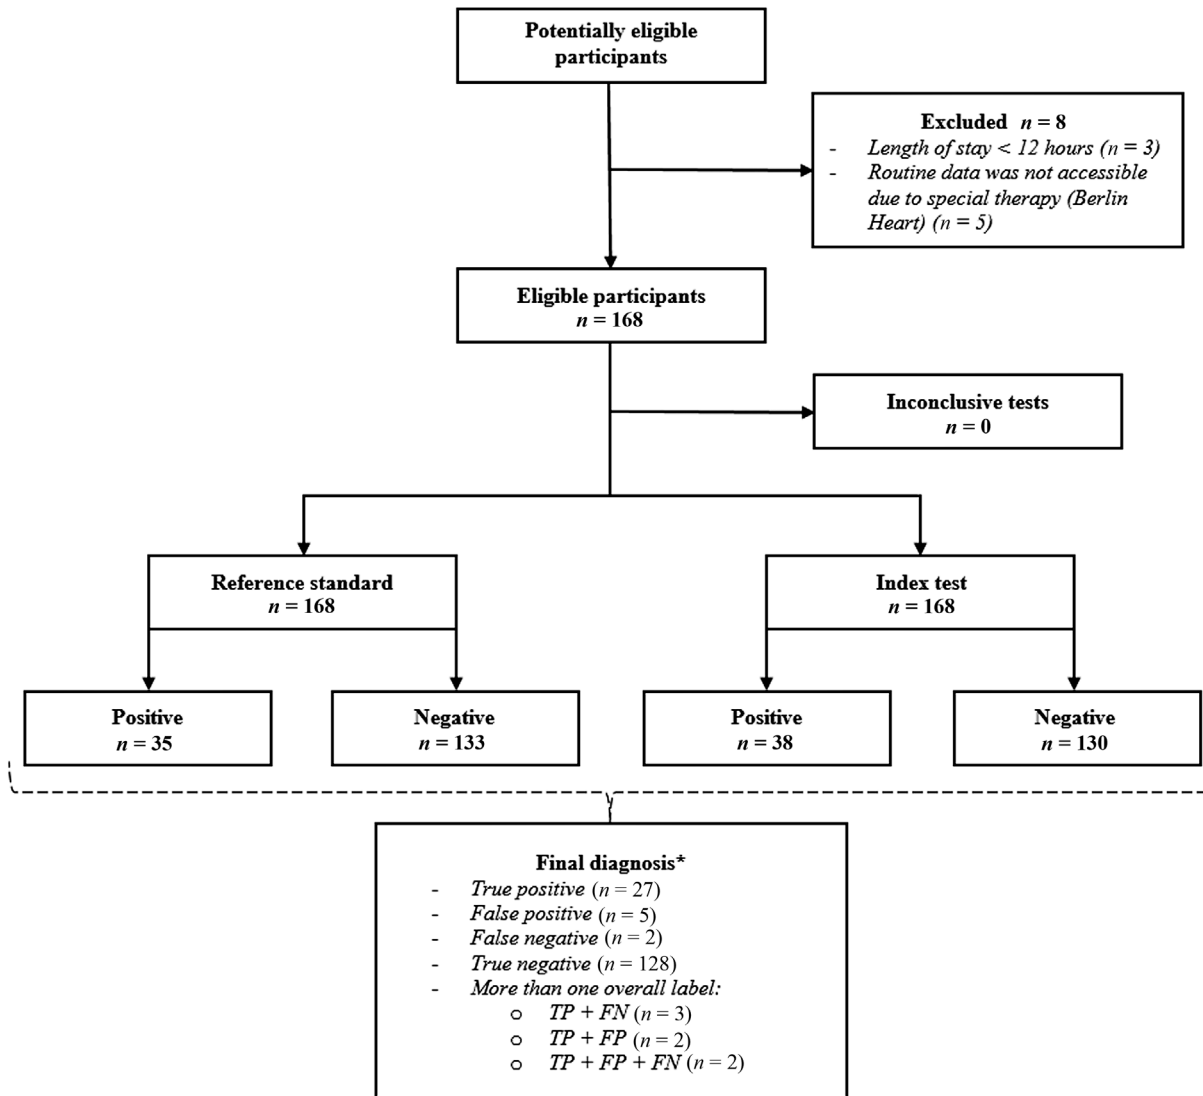 Potentially eligible
participants
Excluded n = 8
- Length of stay < 12 hours (n = 3)
- Routine data was not accessible
due to special therapy (Berlin
Heart) (n = 5)
Eligible participants
n = 168
Inconclusive tests
n = 0
Reference standard
n = 168
Index test
n = 168
Positive
n = 35
Negative
n = 133
Positive
n = 38
Negative
n = 130
Final diagnosis*
- True positive (n = 27)
- False positive (n = 5)
- False negative (n = 2)
- True negative (n = 128)
- More than one overall label:
o TP + FN (n = 3)
o TP + FP (n = 2)
o TP + FP + FN (n = 2)